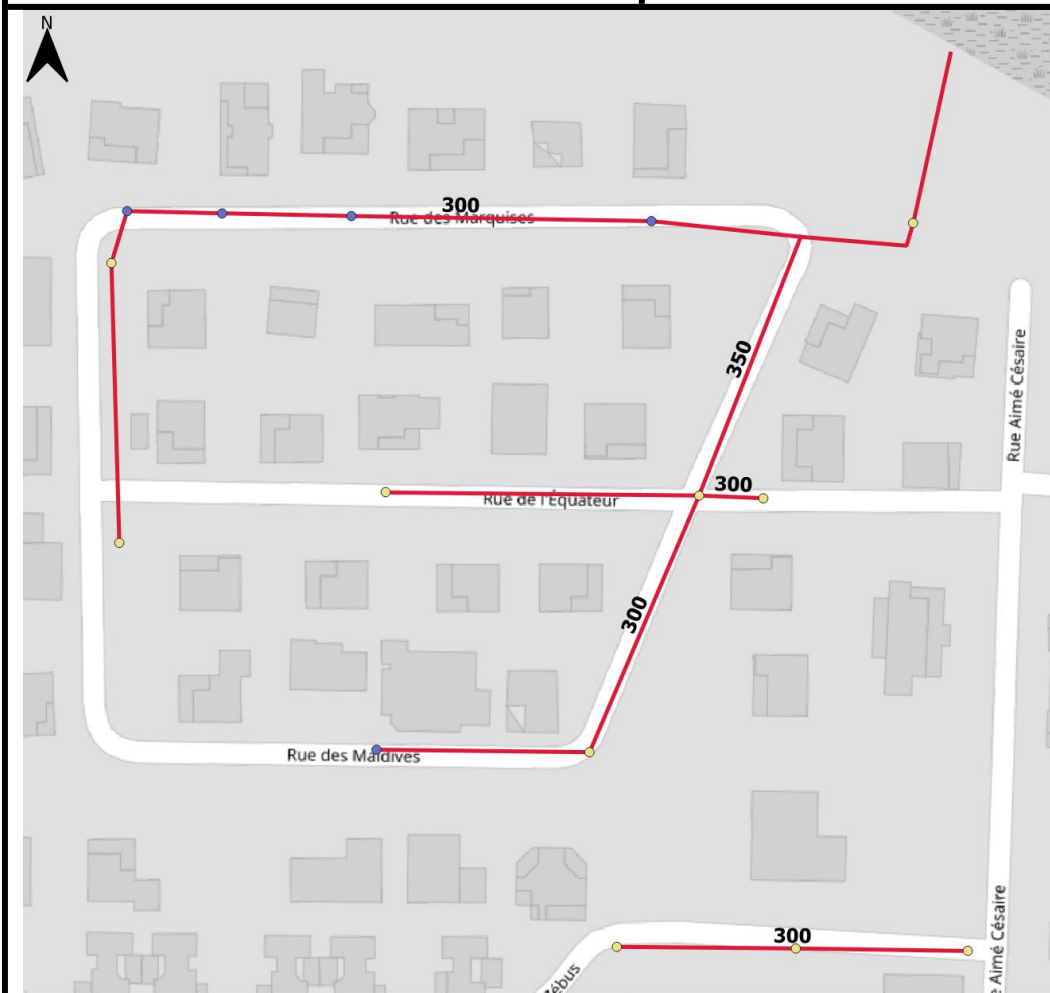 N
300
Rue des Marquises
350
Rue Aimé Césaire
300
Rue de l'Équateur
300
Rue des Maldives
300
Aimé Césaire